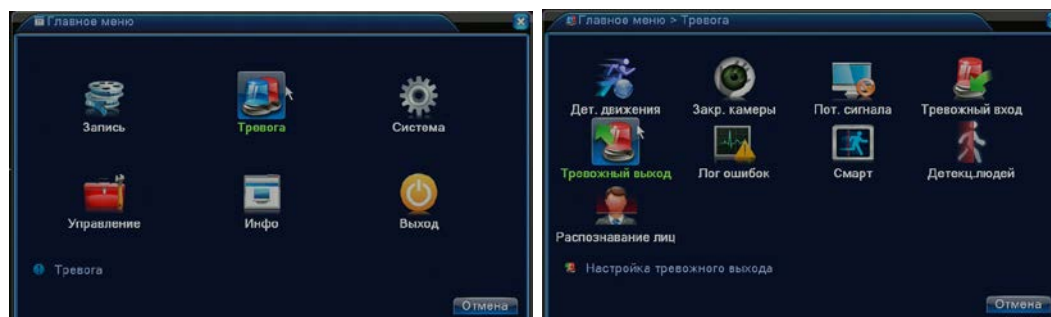 Главное меню
Запись
Тревога
Система
Управление
Инфо
Выход
Тревога
Отмена
Главное меню > Тревога
Дет. движения
Закр. камеры
Пот. сигнала
Тревожный вход
Тревожный выход
Лог ошибок
Смарт
Детекц.людей
Распознавание лиц
Настройка тревожного выхода
Отмена